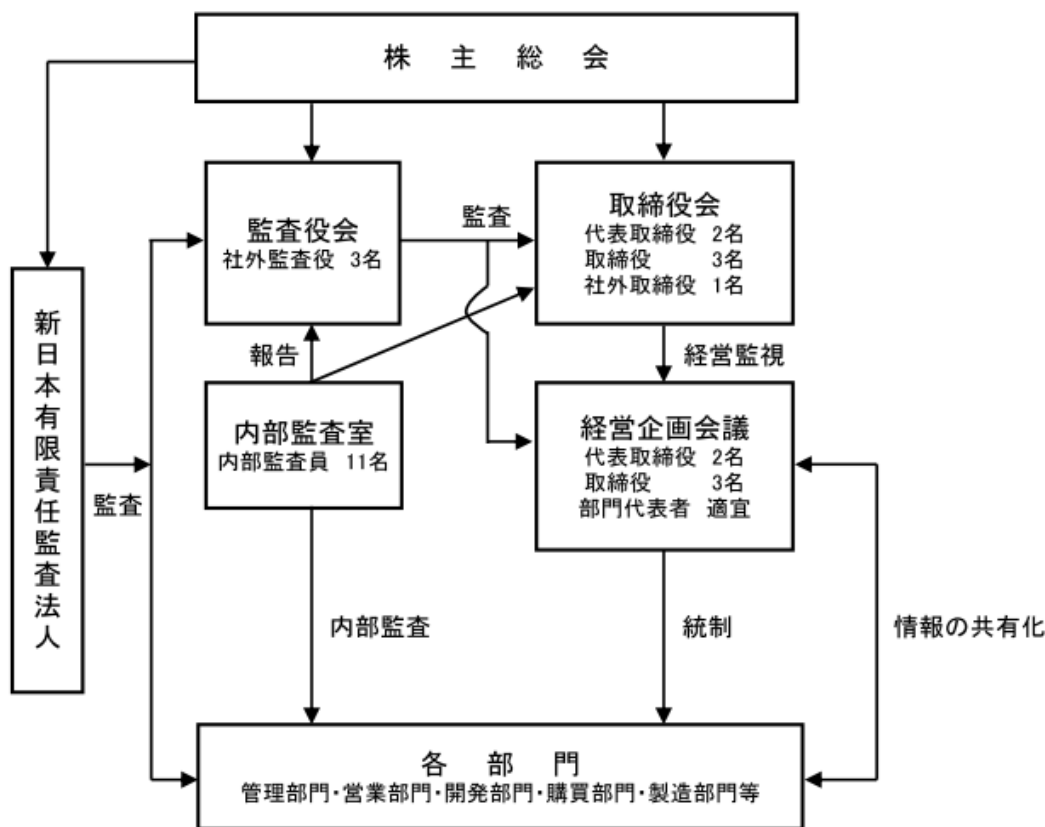 株 主 総 会
監査役会
社外監査役 3名
監査
取締役会
代表取締役 2名
取締役 3名
社外取締役 1名
新日本有限責任監査法人
報告
経営監視
内部監査室
内部監査員 11名
経営企画会議
代表取締役 2名
取締役 3名
部門代表者 適宜
監査
内部監査
統制
情報の共有化
各 部 門
管理部門・営業部門・開発部門・購買部門・製造部門等